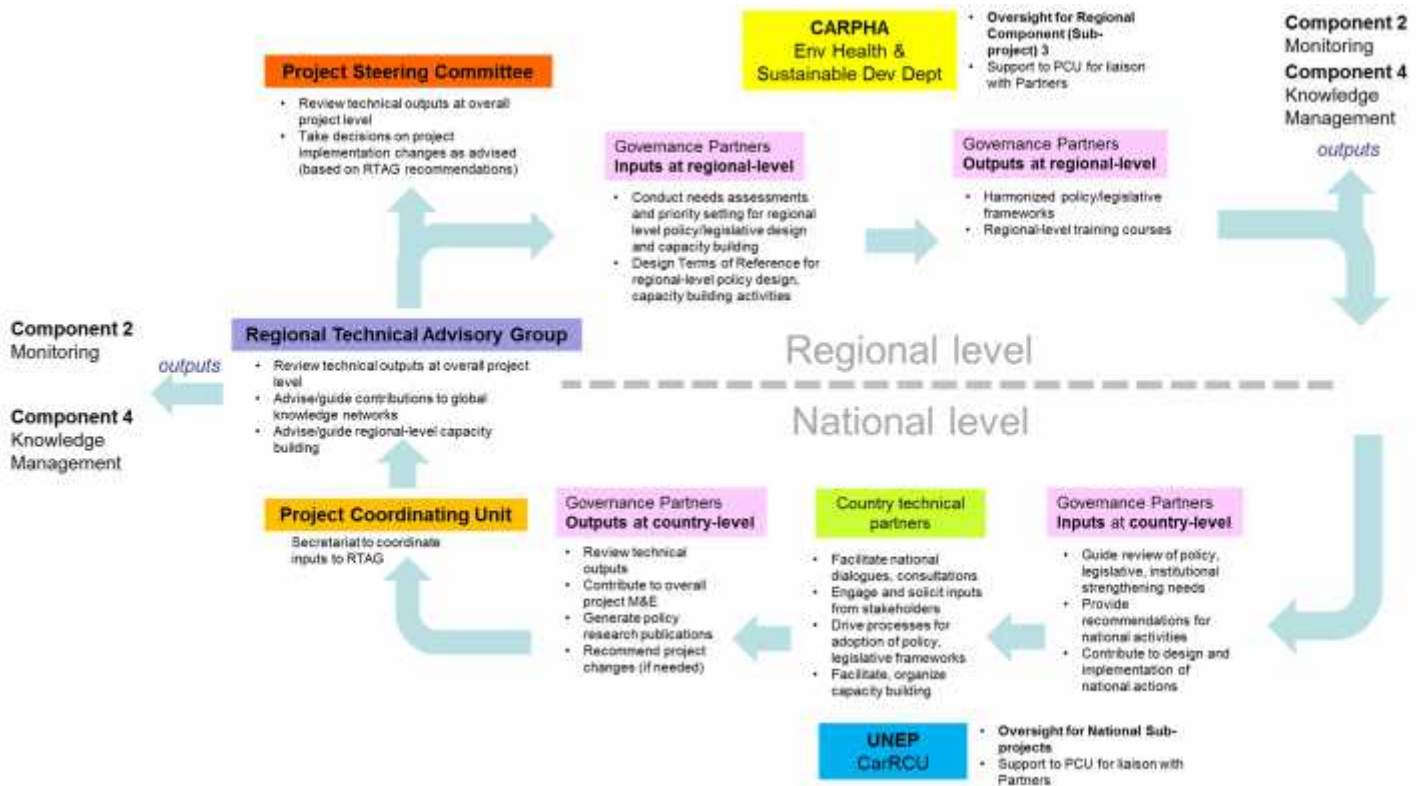 CARPHA
Env Health &
Sustainable Dev Dept
• Oversight for Regional
Component (Sub-
project) 3
• Support to PCU for liaison
with Partners
Component 2
Monitoring
Component 4
Knowledge
Management
outputs
Project Steering Committee
• Review technical outputs at overall
project level
• Take decisions on project
implementation changes as advised
(based on RTAG recommendations)
Governance Partners
Inputs at regional-level
• Conduct needs assessments
and priority setting for regional
level policy/legislative design
and capacity building
• Design Terms of Reference for
regional-level policy design,
capacity building activities
Governance Partners
Outputs at regional-level
• Harmonized policy/legislative
frameworks
• Regional-level training courses
Component 2
Monitoring
outputs
Component 4
Knowledge
Management
Regional Technical Advisory Group
• Review technical outputs at overall project
level
• Advise/guide contributions to global
knowledge networks
• Advise/guide regional-level capacity
building
Regional level
National level
Project Coordinating Unit
Secretariat to coordinate
inputs to RTAG
Governance Partners
Outputs at country-level
• Review technical
outputs
• Contribute to overall
project M&E
• Generate policy
research publications
• Recommend project
changes (if needed)
Country technical
partners
• Facilitate national
dialogues, consultations
• Engage and solicit inputs
from stakeholders
• Drive processes for
adoption of policy,
legislative frameworks
• Facilitate, organize
capacity building
Governance Partners
Inputs at country-level
• Guide review of policy,
legislative, institutional
strengthening needs
• Provide
recommendations for
national activities
• Contribute to design and
implementation of
national actions
UNEP
CarRCU
• Oversight for National Sub-
projects
• Support to PCU for liaison with
Partners